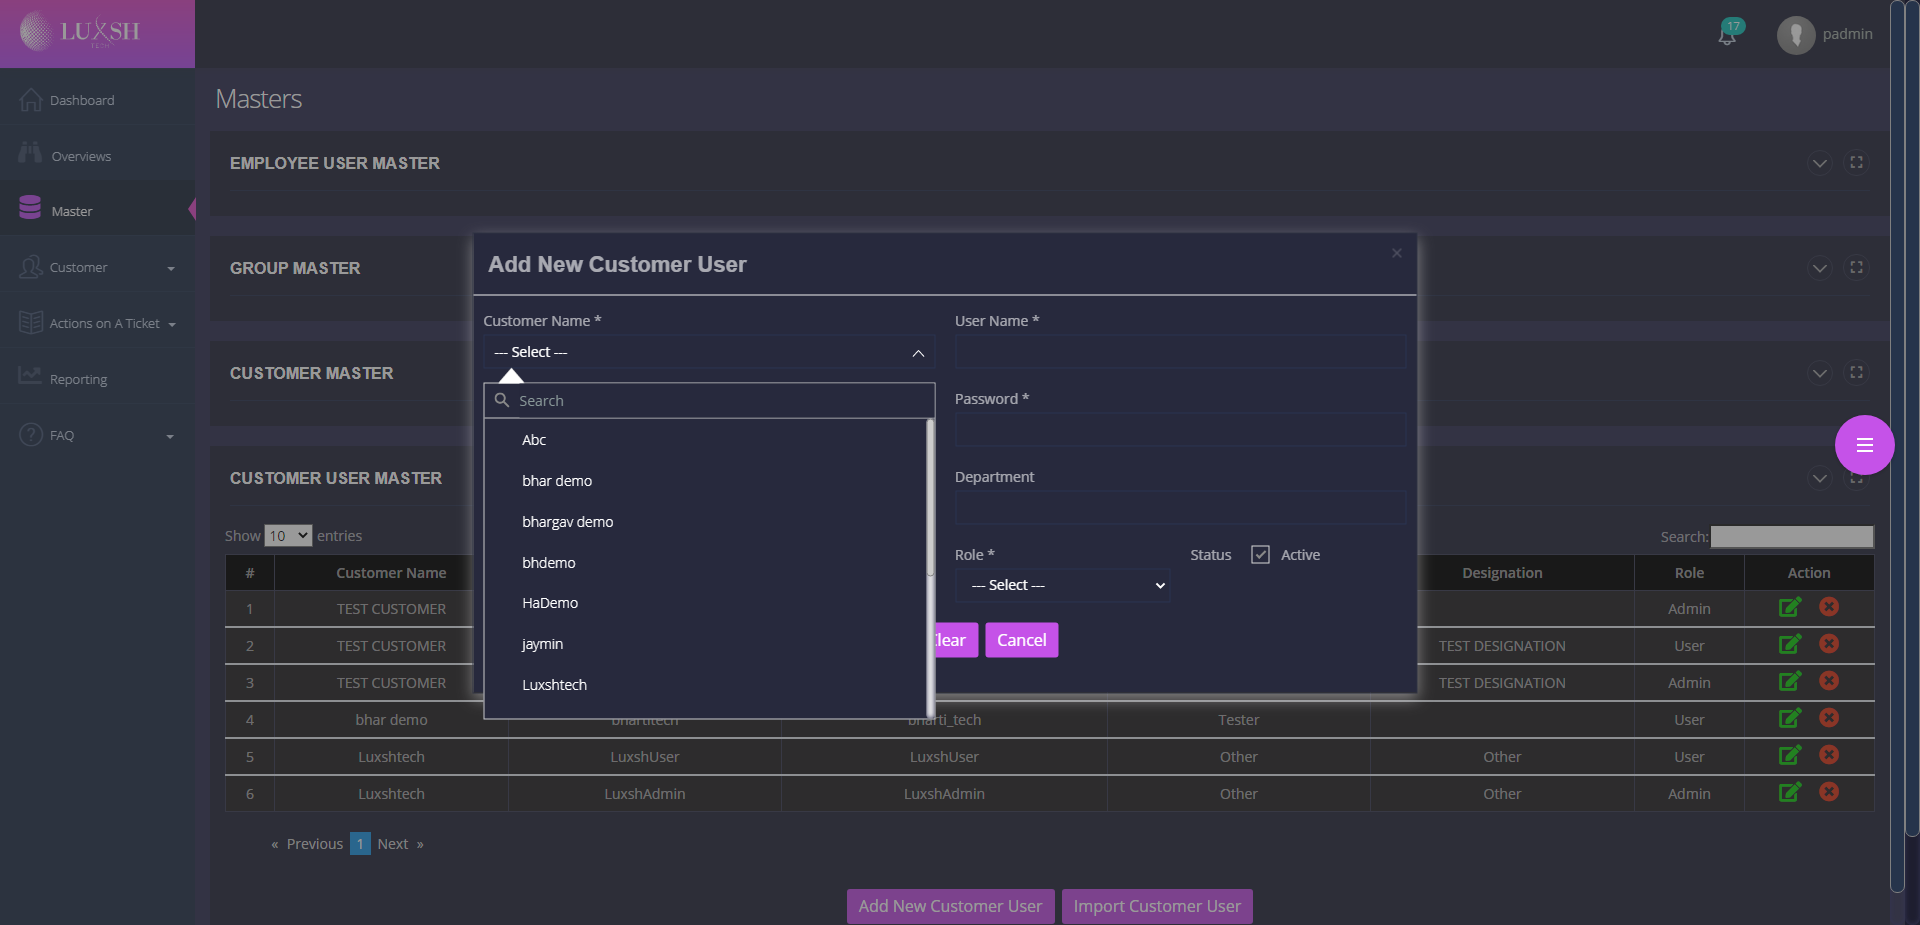 LUXSH
TECH
17
padmin
Dashboard
Overviews
Master
Customer
Actions on A Ticket
Reporting
FAQ
Masters
EMPLOYEE USER MASTER
GROUP MASTER
CUSTOMER MASTER
CUSTOMER USER MASTER
Add New Customer User
×
Customer Name *
--- Select ---
Search
Abc
bhar demo
bhargav demo
bhdemo
HaDemo
jaymin
Luxshtech
User Name *
Password *
Department
Role *
--- Select ---
Status Active
lear
Cancel
Show 10 entries
Search:
# Customer Name Designation Role Action
1 TEST CUSTOMER Admin
2 TEST CUSTOMER TEST DESIGNATION User
3 TEST CUSTOMER TEST DESIGNATION Admin
4 bhar demo bhartitech bharti_tech Tester User
5 Luxshtech LuxshUser LuxshUser Other Other User
6 Luxshtech LuxshAdmin LuxshAdmin Other Other Admin
« Previous 1 Next »
Add New Customer User
Import Customer User